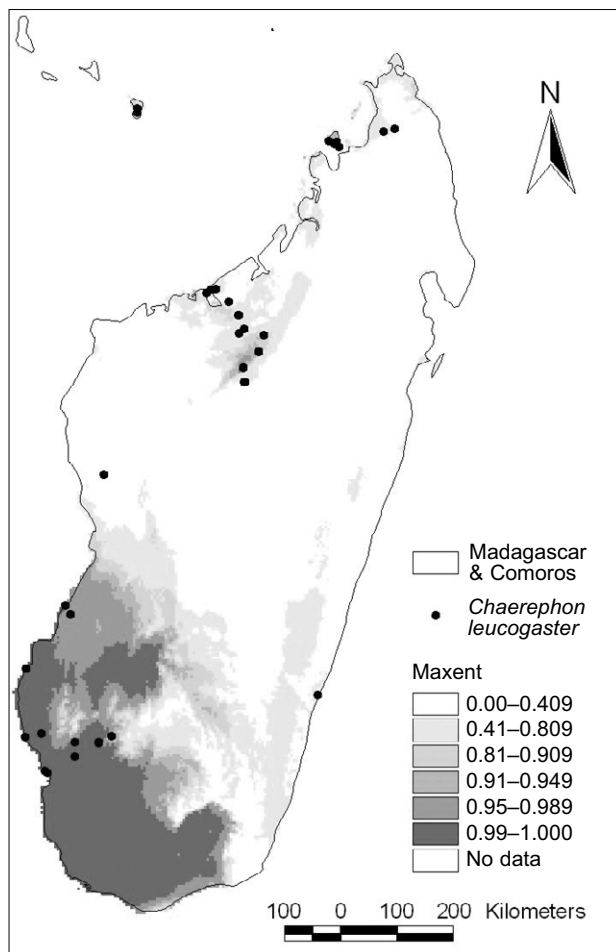 N
Madagascar
& Comoros
Chaerephon
leucogaster
Maxent
0.00–0.409
0.41–0.809
0.81–0.909
0.91–0.949
0.95–0.989
0.99–1.000
No data
100 0 100 200 Kilometers